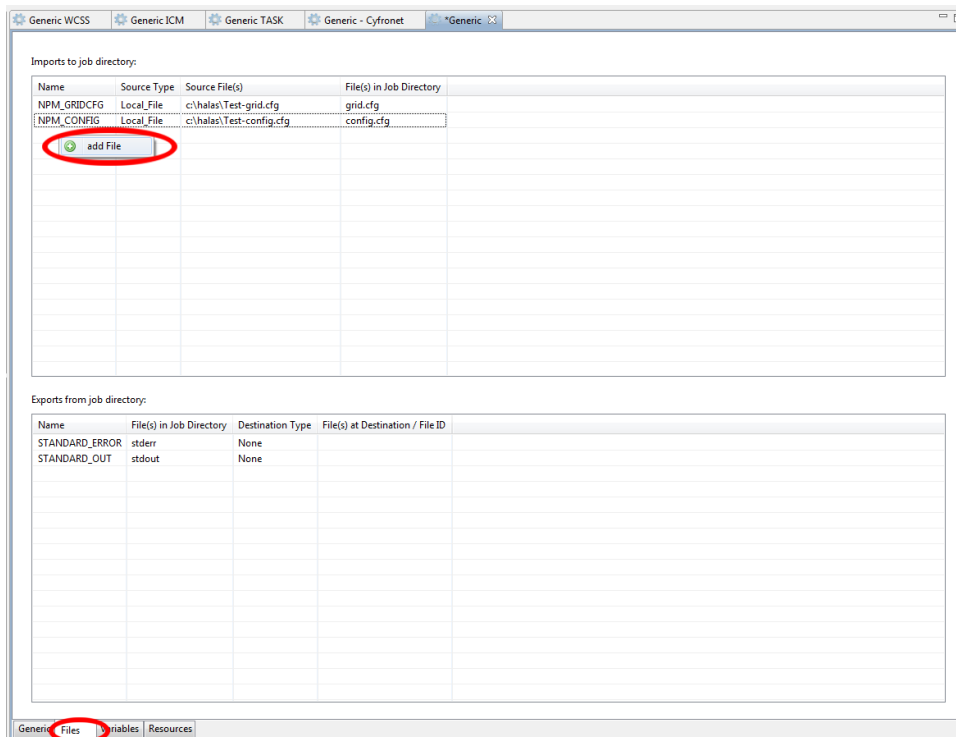 Generic WCSS Generic ICM Generic TASK Generic - Cyfronet *Generic
Imports to job directory:
Name Source Type Source File(s) File(s) in Job Directory
NPM_GRIDCFG Local_File c:\halas\Test-grid.cfg grid.cfg
NPM_CONFIG Local_File c:\halas\Test-config.cfg config.cfg
add File
Exports from job directory:
Name File(s) in Job Directory Destination Type File(s) at Destination / File ID
STANDARD_ERROR stderr None
STANDARD_OUT stdout None
Generic Files Variables Resources